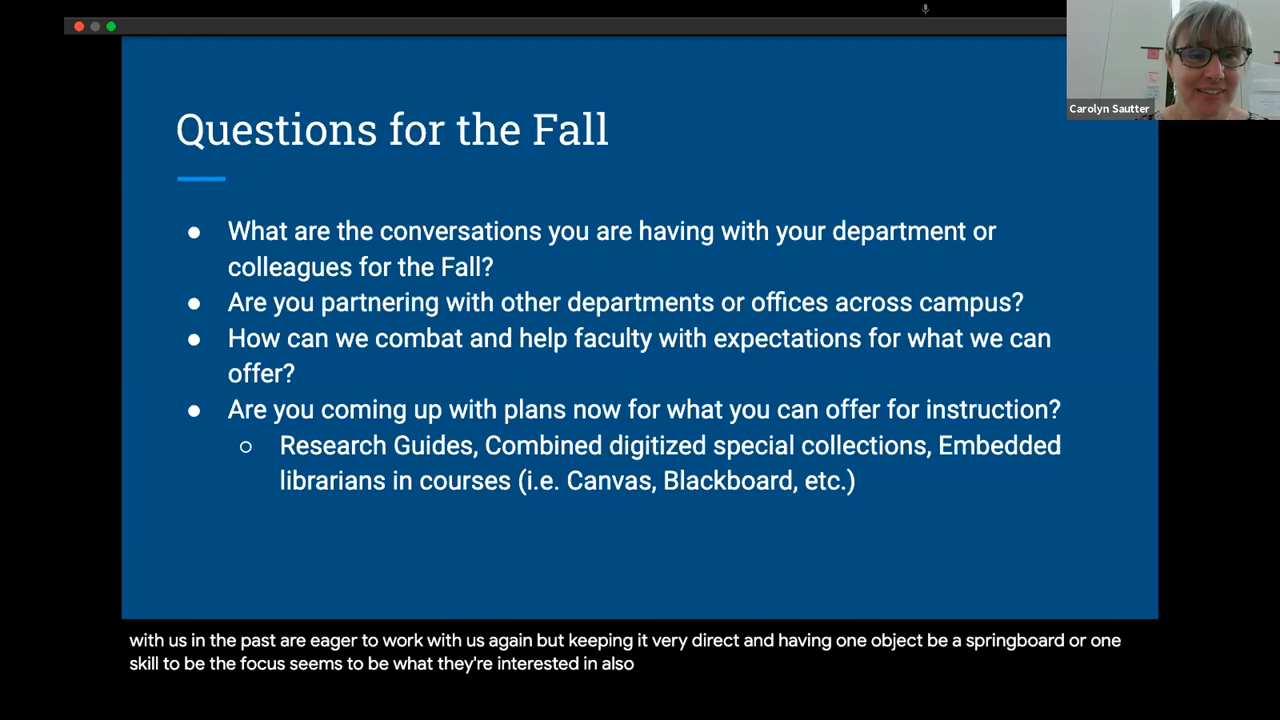 Carolyn Sautter
Questions for the Fall
● What are the conversations you are having with your department or
colleagues for the Fall?
● Are you partnering with other departments or offices across campus?
● How can we combat and help faculty with expectations for what we can
offer?
● Are you coming up with plans now for what you can offer for instruction?
○ Research Guides, Combined digitized special collections, Embedded
librarians in courses (i.e. Canvas, Blackboard, etc.)
with us in the past are eager to work with us again but keeping it very direct and having one object be a springboard or one
skill to be the focus seems to be what they're interested in also